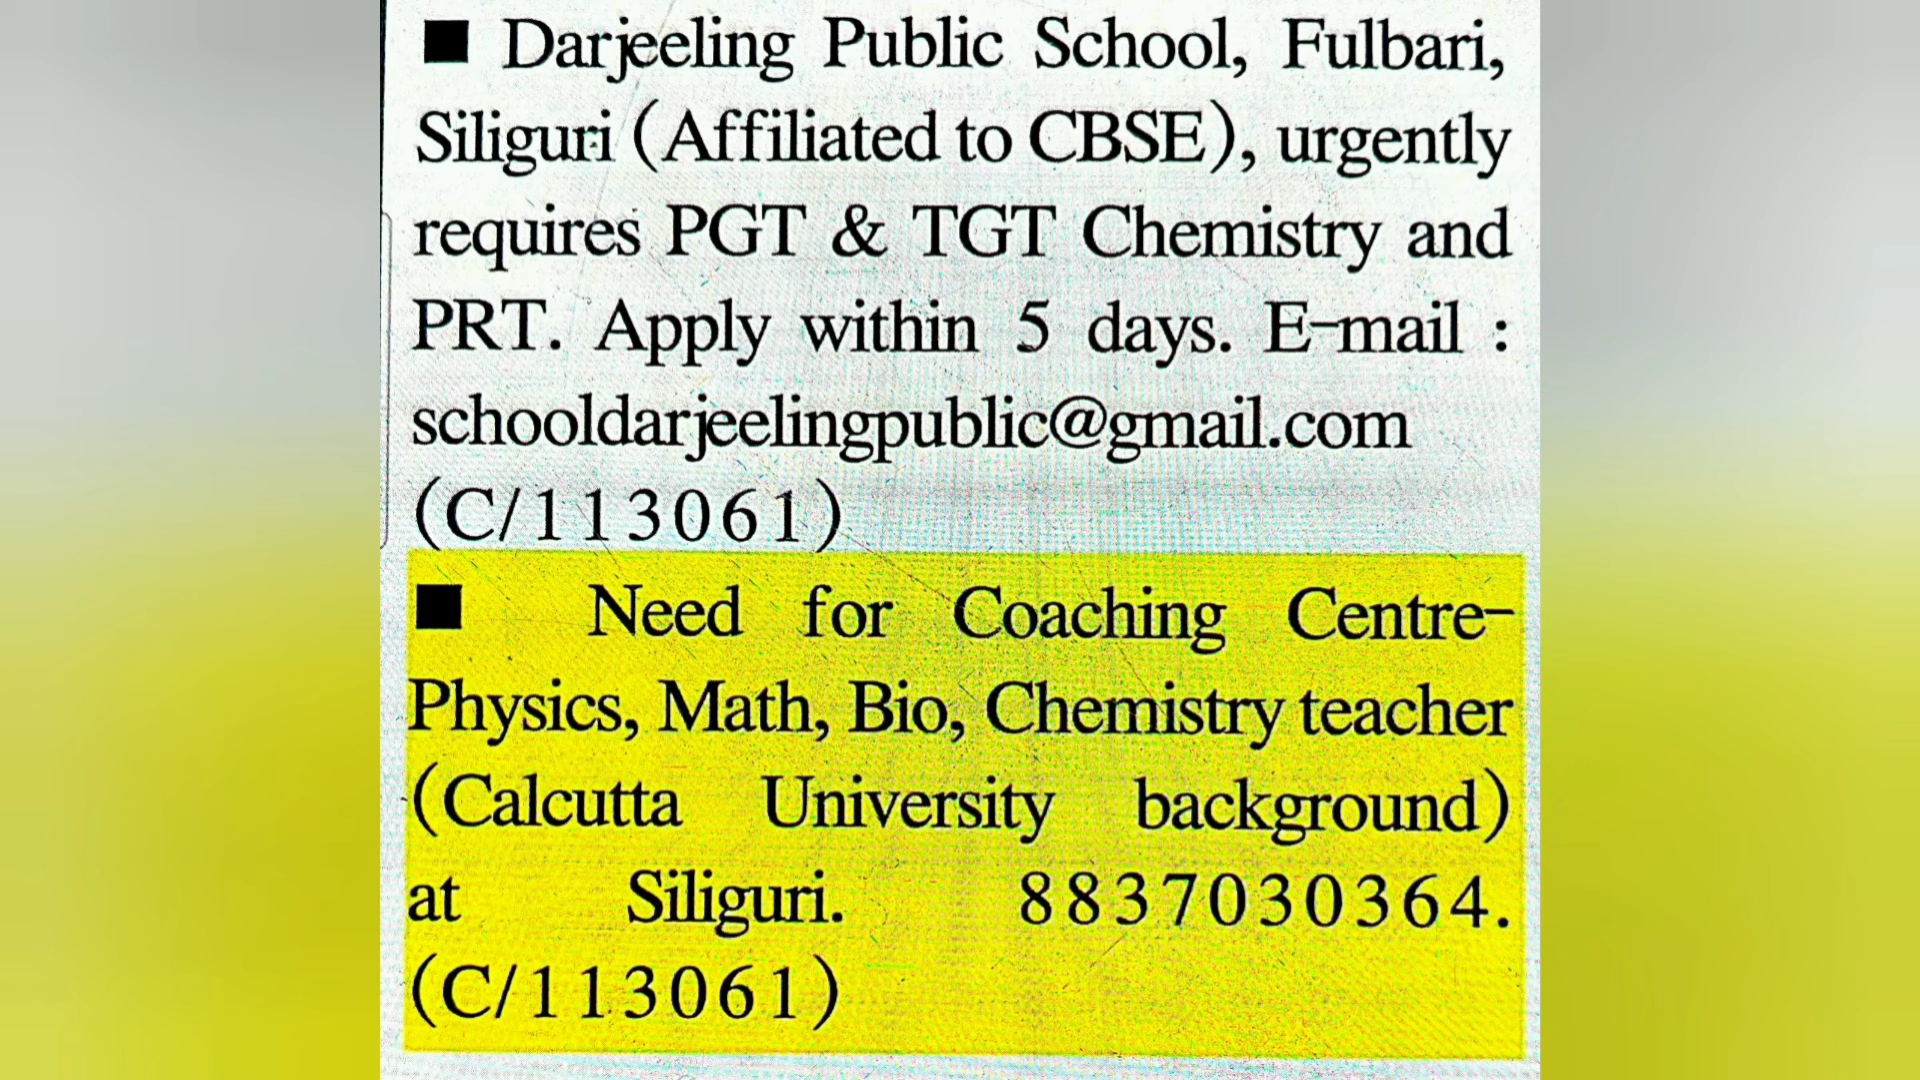 ■ Darjeeling Public School, Fulbari,
Siliguri (Affiliated to CBSE), urgently
requires PGT & TGT Chemistry and
PRT. Apply within 5 days. E-mail :
schooldarjeelingpublic@gmail.com
(C/113061)
■ Need for Coaching Centre-
Physics, Math, Bio, Chemistry teacher
(Calcutta University background)
at Siliguri. 8837030364.
(C/113061)